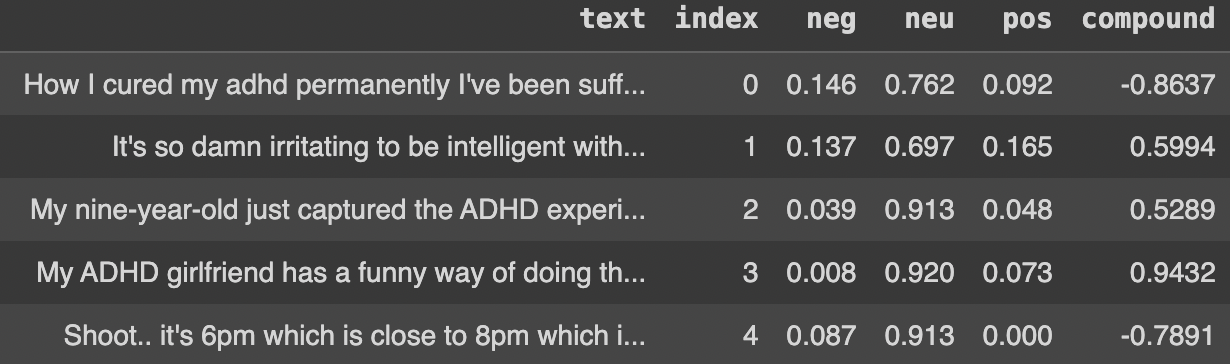 text index neg neu pos compound
How I cured my adhd permanently I've been suff... 0 0.146 0.762 0.092 -0.8637
It's so damn irritating to be intelligent with... 1 0.137 0.697 0.165 0.5994
My nine-year-old just captured the ADHD experi... 2 0.039 0.913 0.048 0.5289
My ADHD girlfriend has a funny way of doing th... 3 0.008 0.920 0.073 0.9432
Shoot.. it's 6pm which is close to 8pm which i... 4 0.087 0.913 0.000 -0.7891